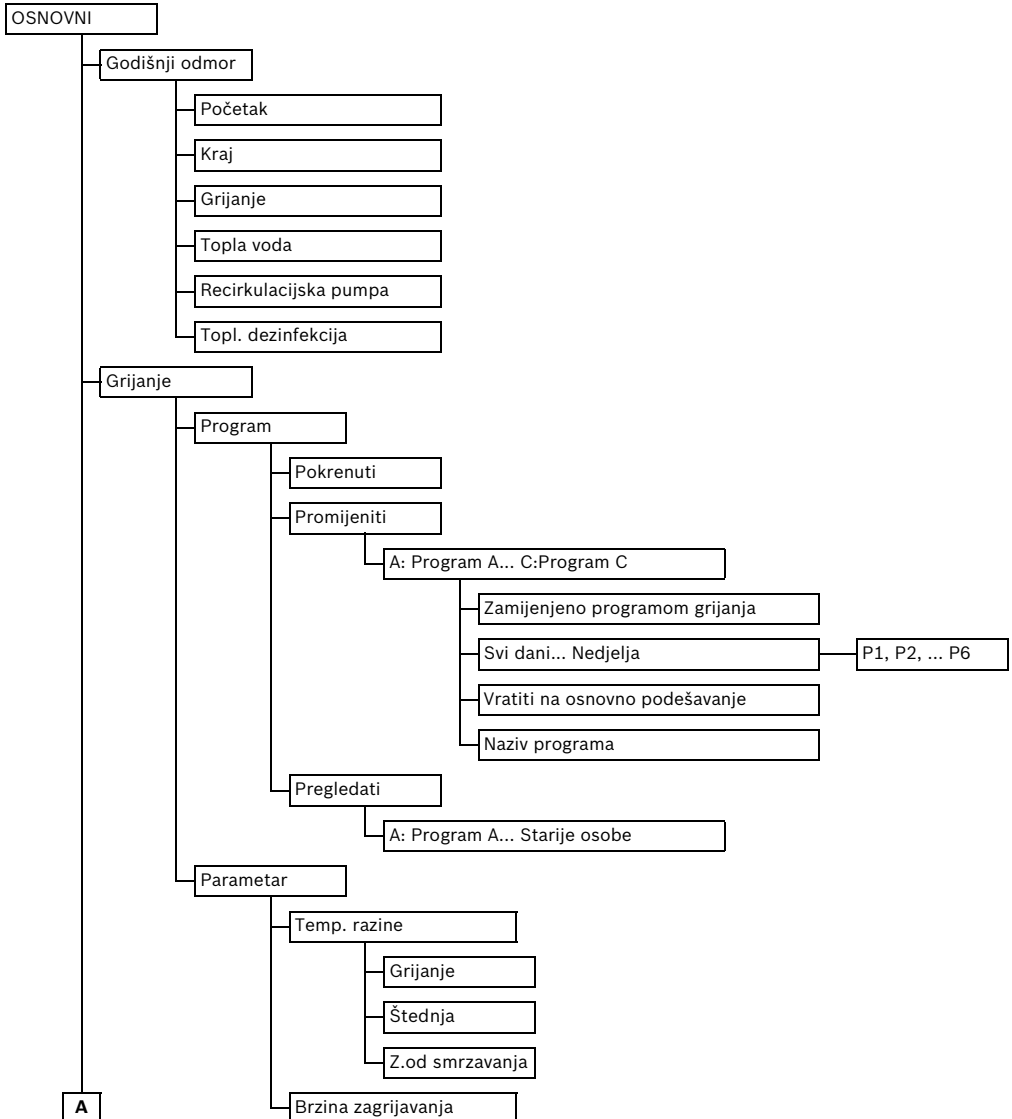 OSNOVNI
Godišnji odmor
Početak
Kraj
Grijanje
Topla voda
Recirkulacijska pumpa
Topl. dezinfekcija
Grijanje
Program
Pokrenuti
Promijeniti
A: Program A... C:Program C
Zamijenjeno programom grijanja
Svi dani... Nedjelja
P1, P2, ... P6
Vratiti na osnovno podešavanje
Naziv programa
Pregledati
A: Program A... Starije osobe
Parametar
Temp. razine
Grijanje
Štednja
Z.od smrzavanja
A
Brzina zagrijavanja